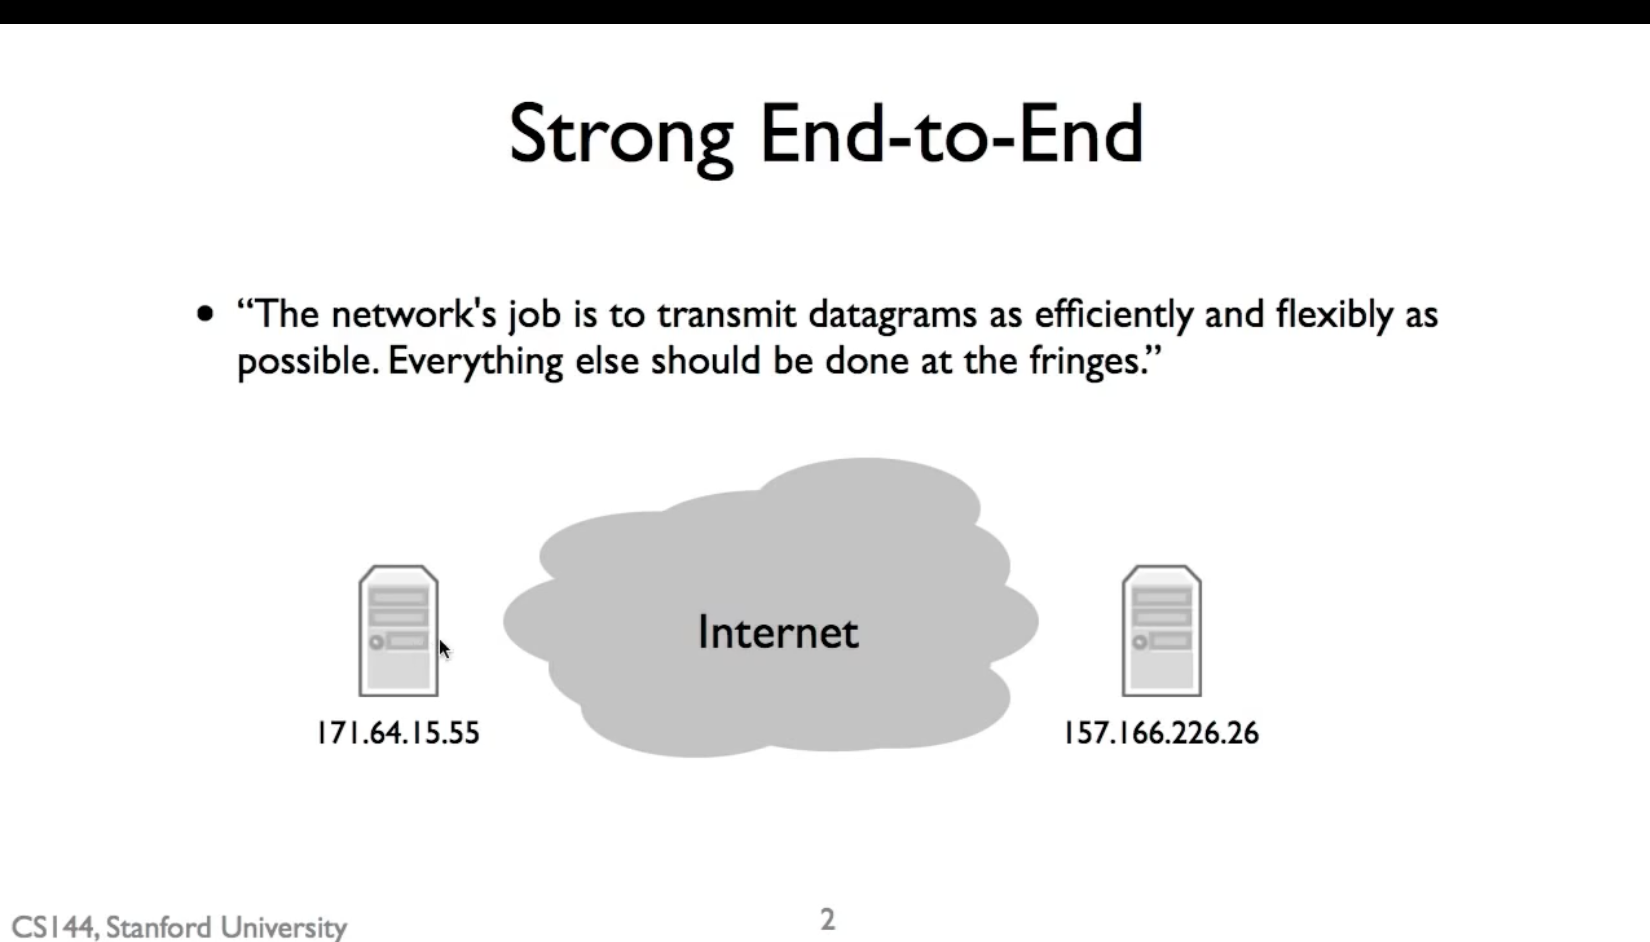 Strong End-to-End
• “The network's job is to transmit datagrams as efficiently and flexibly as
possible. Everything else should be done at the fringes.”
Internet
171.64.15.55
157.166.226.26
CS144, Stanford University
2